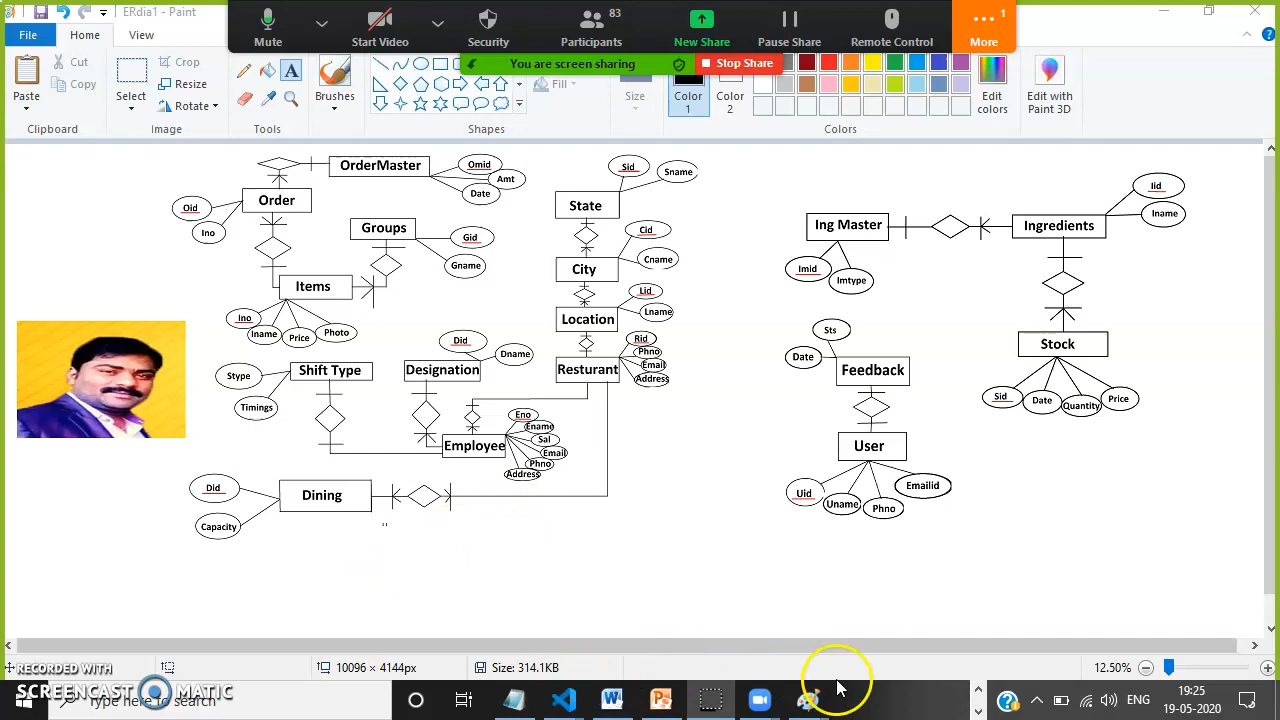 ERdia1 - Paint
Mute
Start Video
Security
83
Participants
New Share
Pause Share
Remote Control
1
More
You are screen sharing
Stop Share
File
Home
View
Paste
Cut
Copy
Clipboard
Select
Crop
Resize
Rotate
Image
A
Tools
Brushes
Fill
Shapes
Size
Color
1
Color
2
Edit
colors
Colors
Edit with
Paint 3D
OrderMaster
Omid
Amt
Date
Order
Oid
Ino
Groups
Gid
Gname
Items
Ino
Iname
Price
Photo
State
Sid
Sname
City
Cid
Cname
Location
Lid
Lname
Resturant
Rid
Phno
Email
Address
Shift Type
Stype
Timings
Designation
Did
Dname
Employee
Eno
Ename
Sal
Email
Phno
Address
Dining
Did
Capacity
Ing Master
Imid
Imtype
Ingredients
Iid
Iname
Stock
Sid
Date
Quantity
Price
Feedback
Sts
Date
User
Uid
Uname
Phno
Emailid
10096 × 4144px
Size: 314.1KB
12.50%
RECORDED WITH
SCREENCAST MATIC
Type here to search
ENG
19:25
19-05-2020